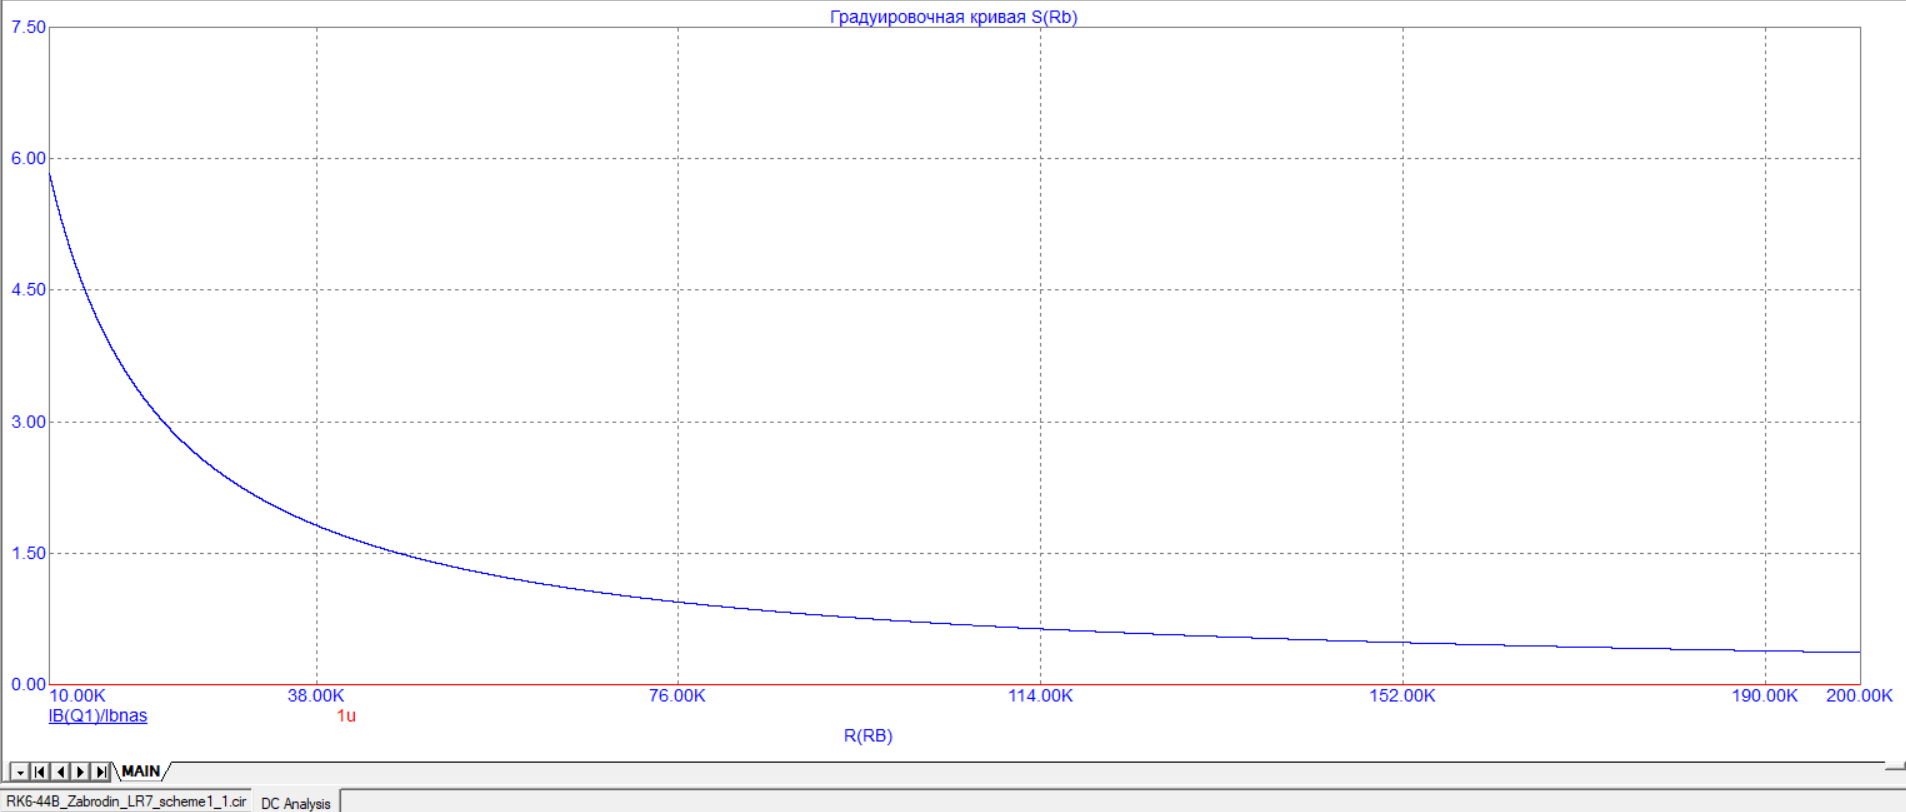 Градуировочная кривая S(Rb)
7.50
6.00
4.50
3.00
1.50
0.00
10.00K 38.00K 76.00K 114.00K 152.00K 190.00K 200.00K
IB(Q1)/Ibnas 1u
R(RB)
MAIN
RK6-44B_Zabrodin_LR7_scheme1_1.cir DC Analysis